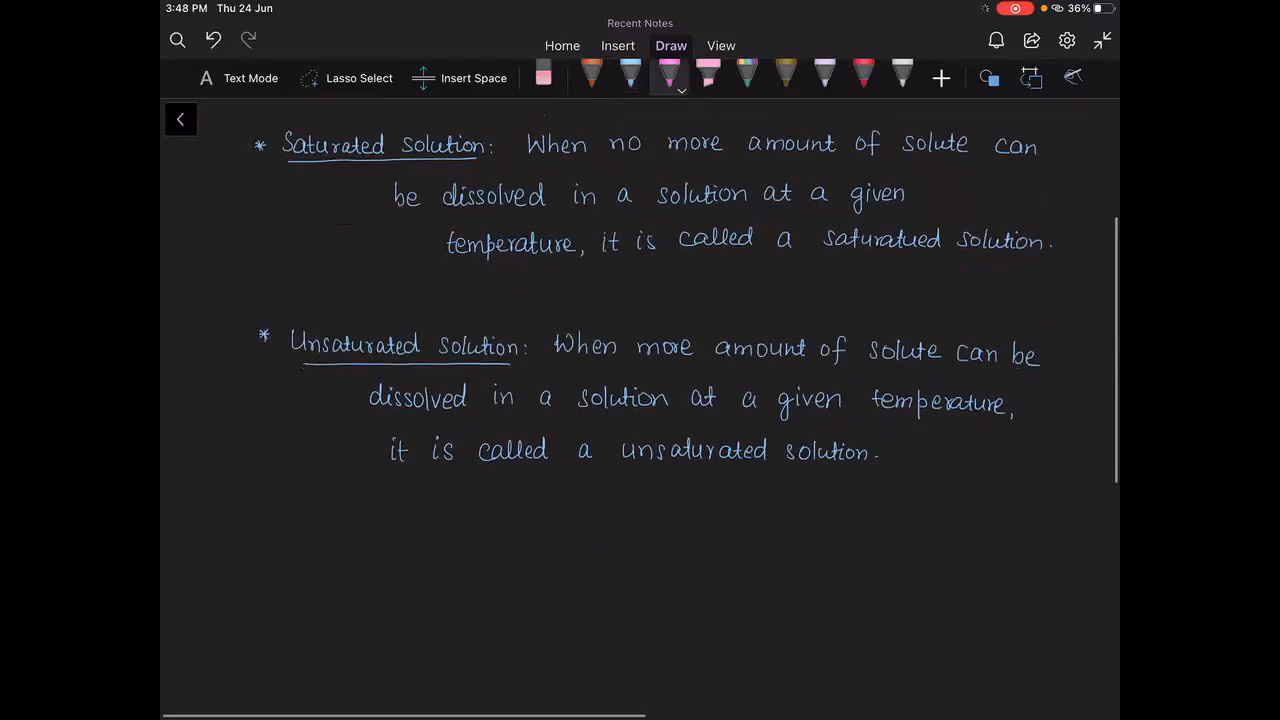 3:48 PM Thu 24 Jun
36%
Recent Notes
Home Insert Draw View
Text Mode Lasso Select Insert Space
* Saturated solution: When no more amount of solute can
be dissolved in a solution at a given
temperature, it is called a saturatued solution.
* Unsaturated solution: When more amount of solute can be
dissolved in a solution at a given temperature,
it is called a unsaturated solution.